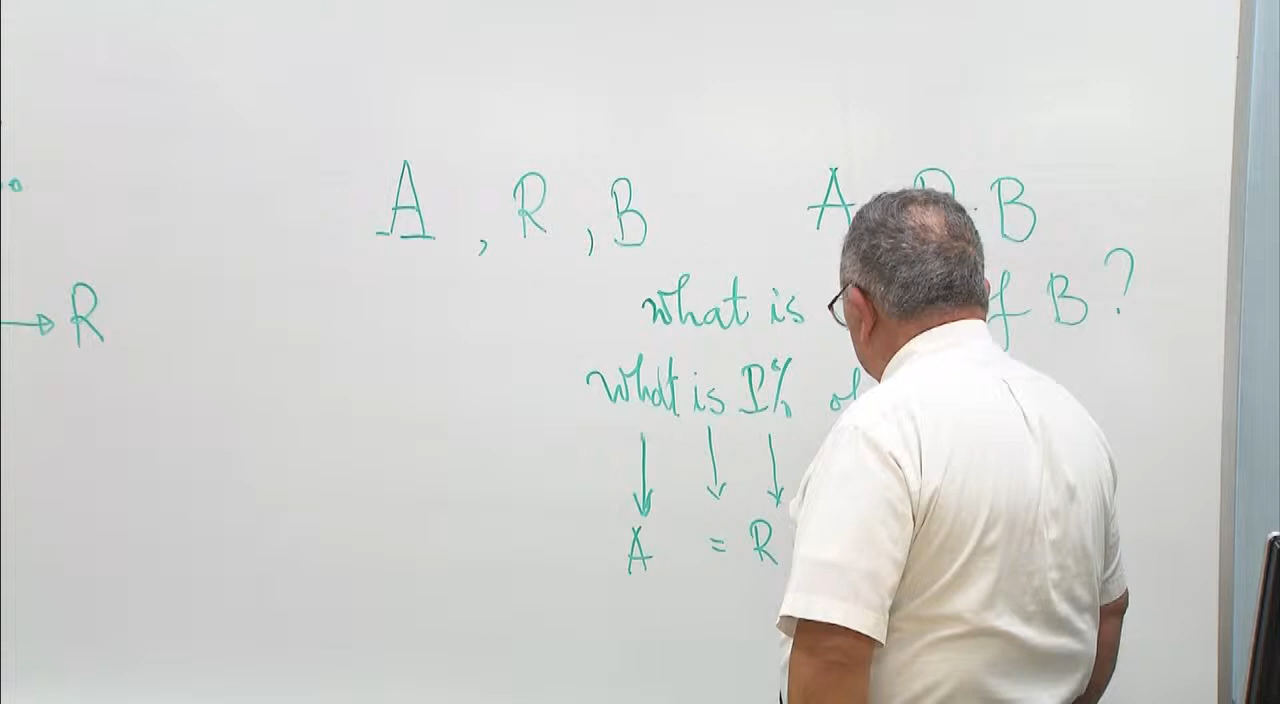 A , R , B
A B
What is f B ?
→ R
What is P% of
↓ ↓ ↓
A = R